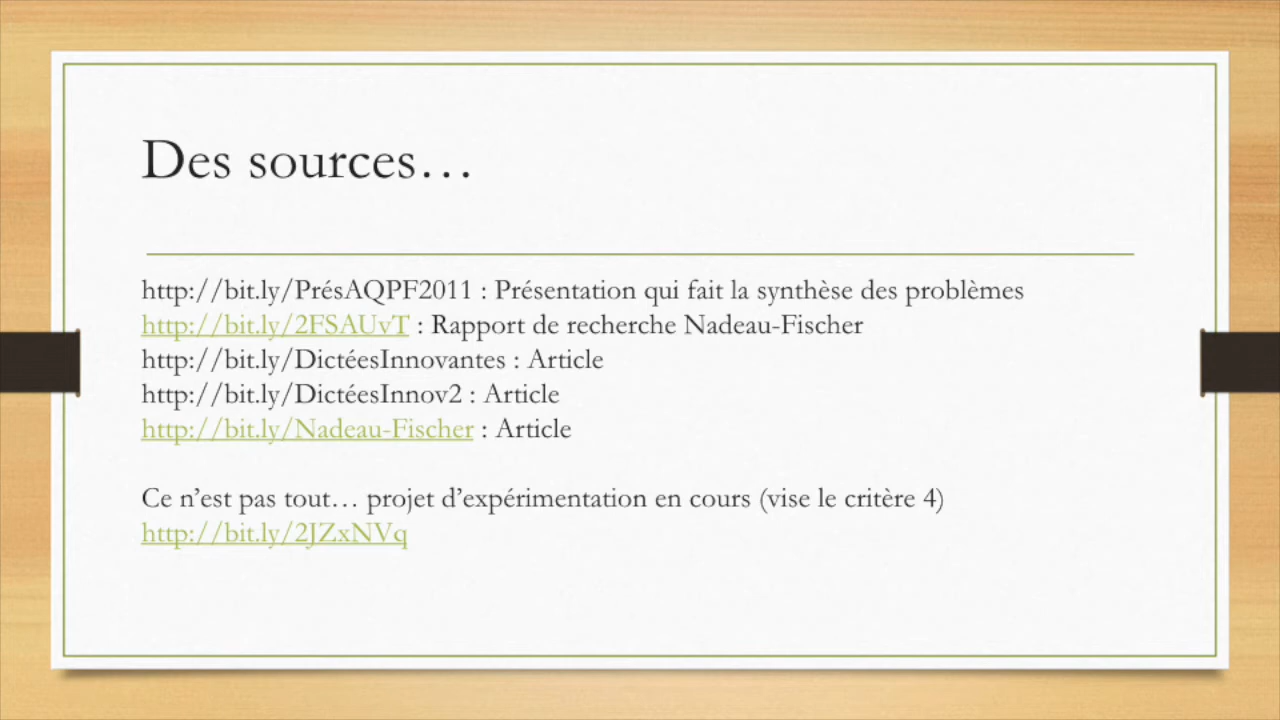 Des sources…
http://bit.ly/PrésAQPF2011 : Présentation qui fait la synthèse des problèmes
http://bit.ly/2FSAUvT : Rapport de recherche Nadeau-Fischer
http://bit.ly/DictéesInnovantes : Article
http://bit.ly/DictéesInnov2 : Article
http://bit.ly/Nadeau-Fischer : Article
Ce n’est pas tout… projet d’expérimentation en cours (vise le critère 4)
http://bit.ly/2JZxNVq